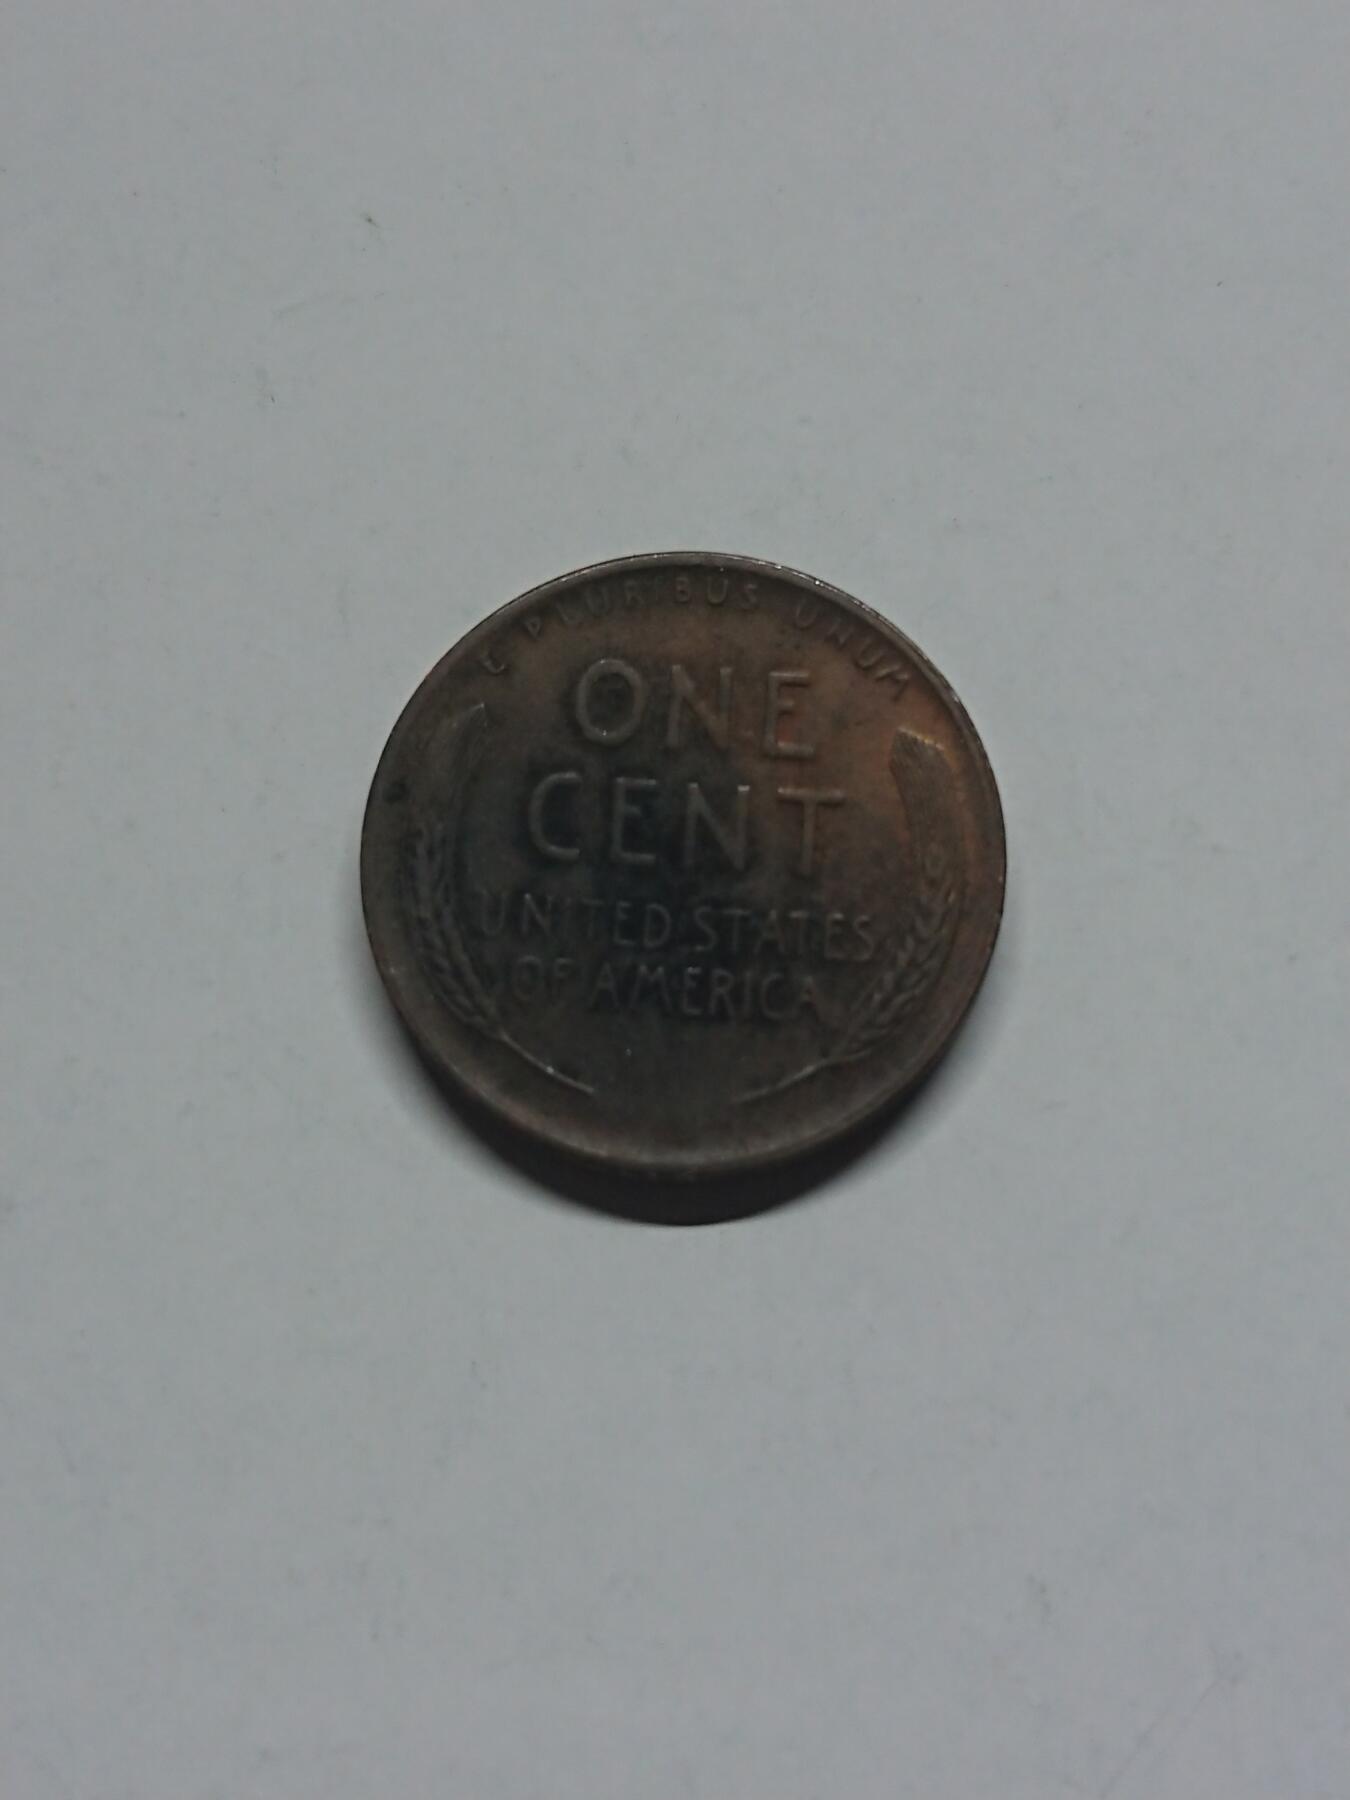 E PLURIBUS UNUM
ONE
CENT
UNITED STATES
OF AMERICA